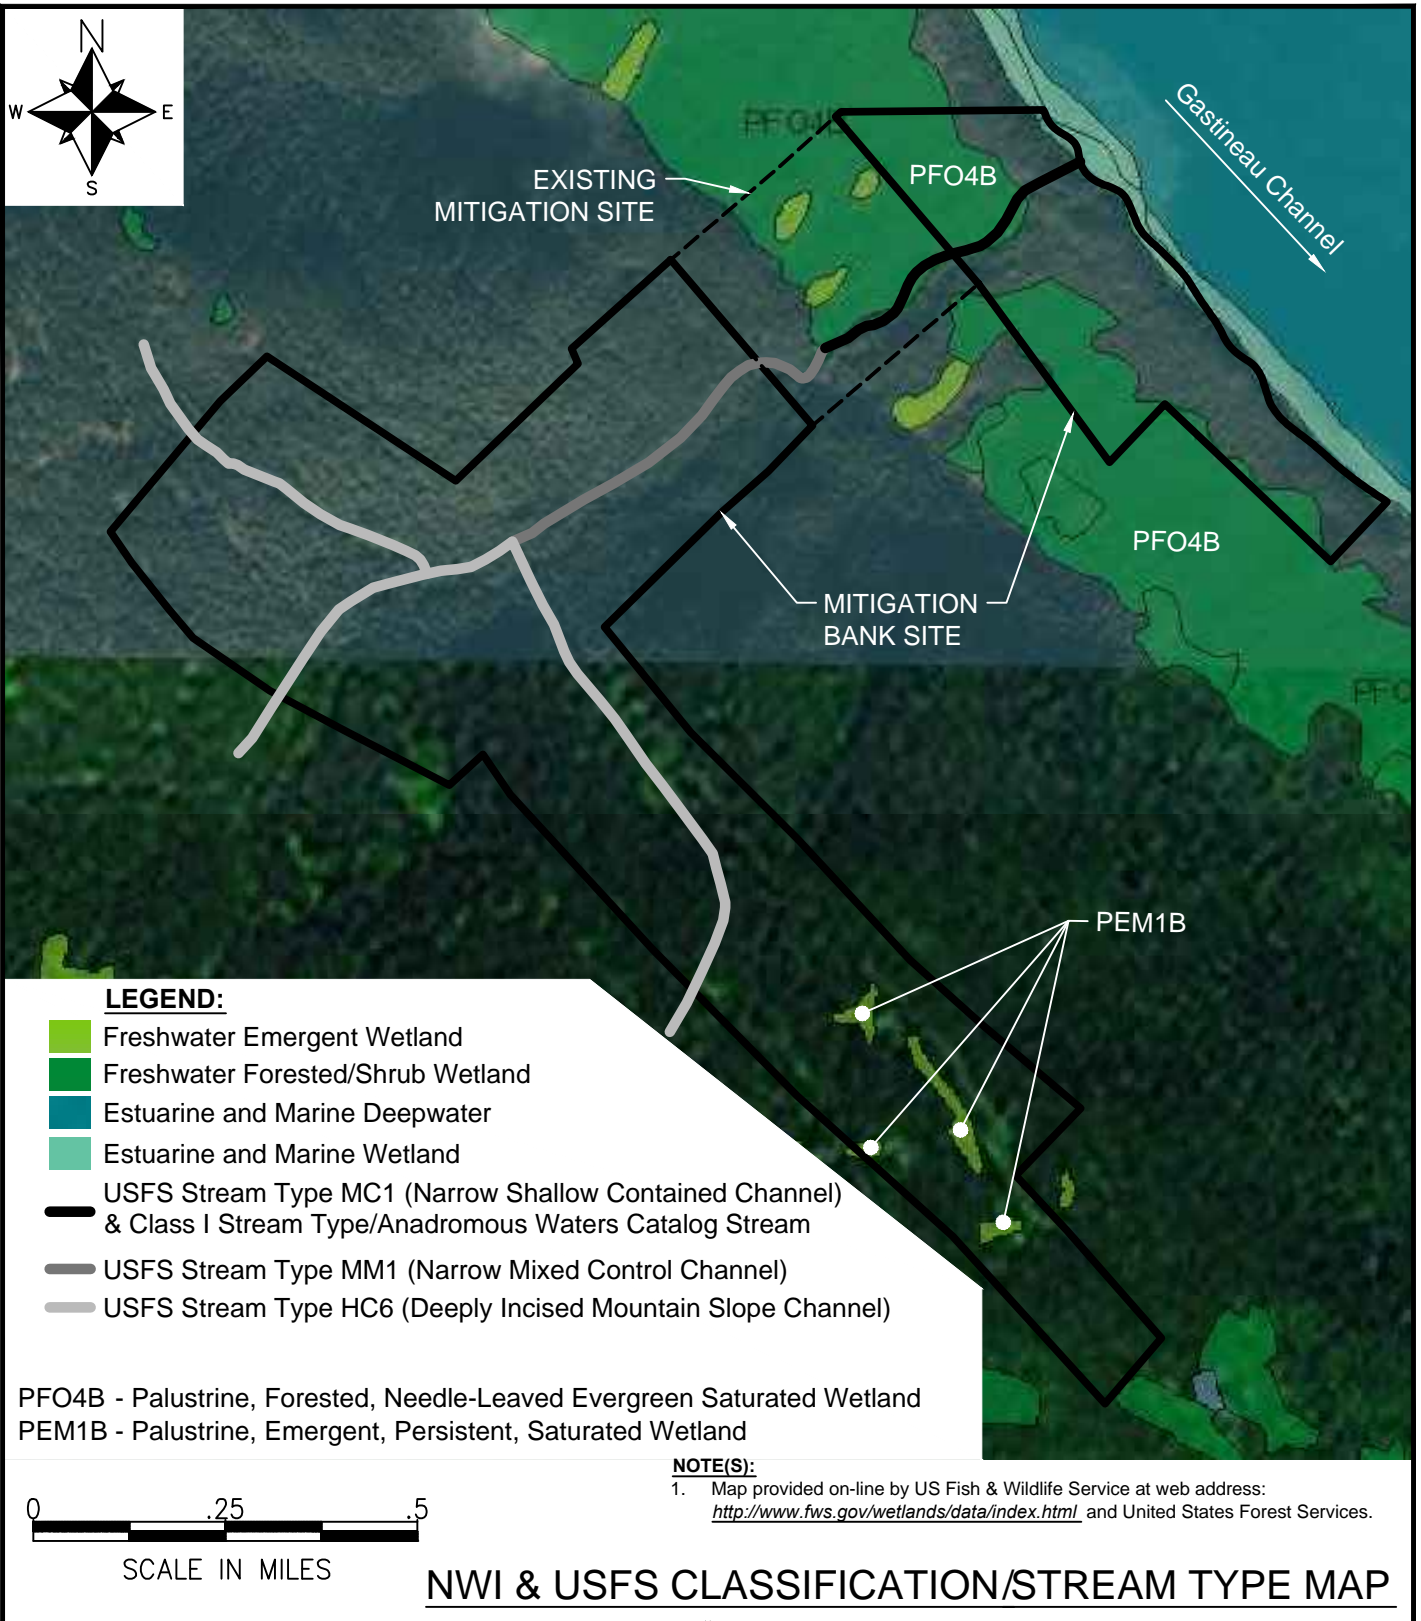 N
W
E
S
PFO4B
PFO4B
Gastineau Channel
EXISTING
MITIGATION SITE
PFO4B
MITIGATION
BANK SITE
PEM1B
LEGEND:
Freshwater Emergent Wetland
Freshwater Forested/Shrub Wetland
Estuarine and Marine Deepwater
Estuarine and Marine Wetland
USFS Stream Type MC1 (Narrow Shallow Contained Channel)
& Class I Stream Type/Anadromous Waters Catalog Stream
USFS Stream Type MM1 (Narrow Mixed Control Channel)
USFS Stream Type HC6 (Deeply Incised Mountain Slope Channel)
PFO4B - Palustrine, Forested, Needle-Leaved Evergreen Saturated Wetland
PEM1B - Palustrine, Emergent, Persistent, Saturated Wetland
NOTE(S):
1. Map provided on-line by US Fish & Wildlife Service at web address:
http://www.fws.gov/wetlands/data/index.html and United States Forest Services.
0 .25 .5
SCALE IN MILES
NWI & USFS CLASSIFICATION/STREAM TYPE MAP